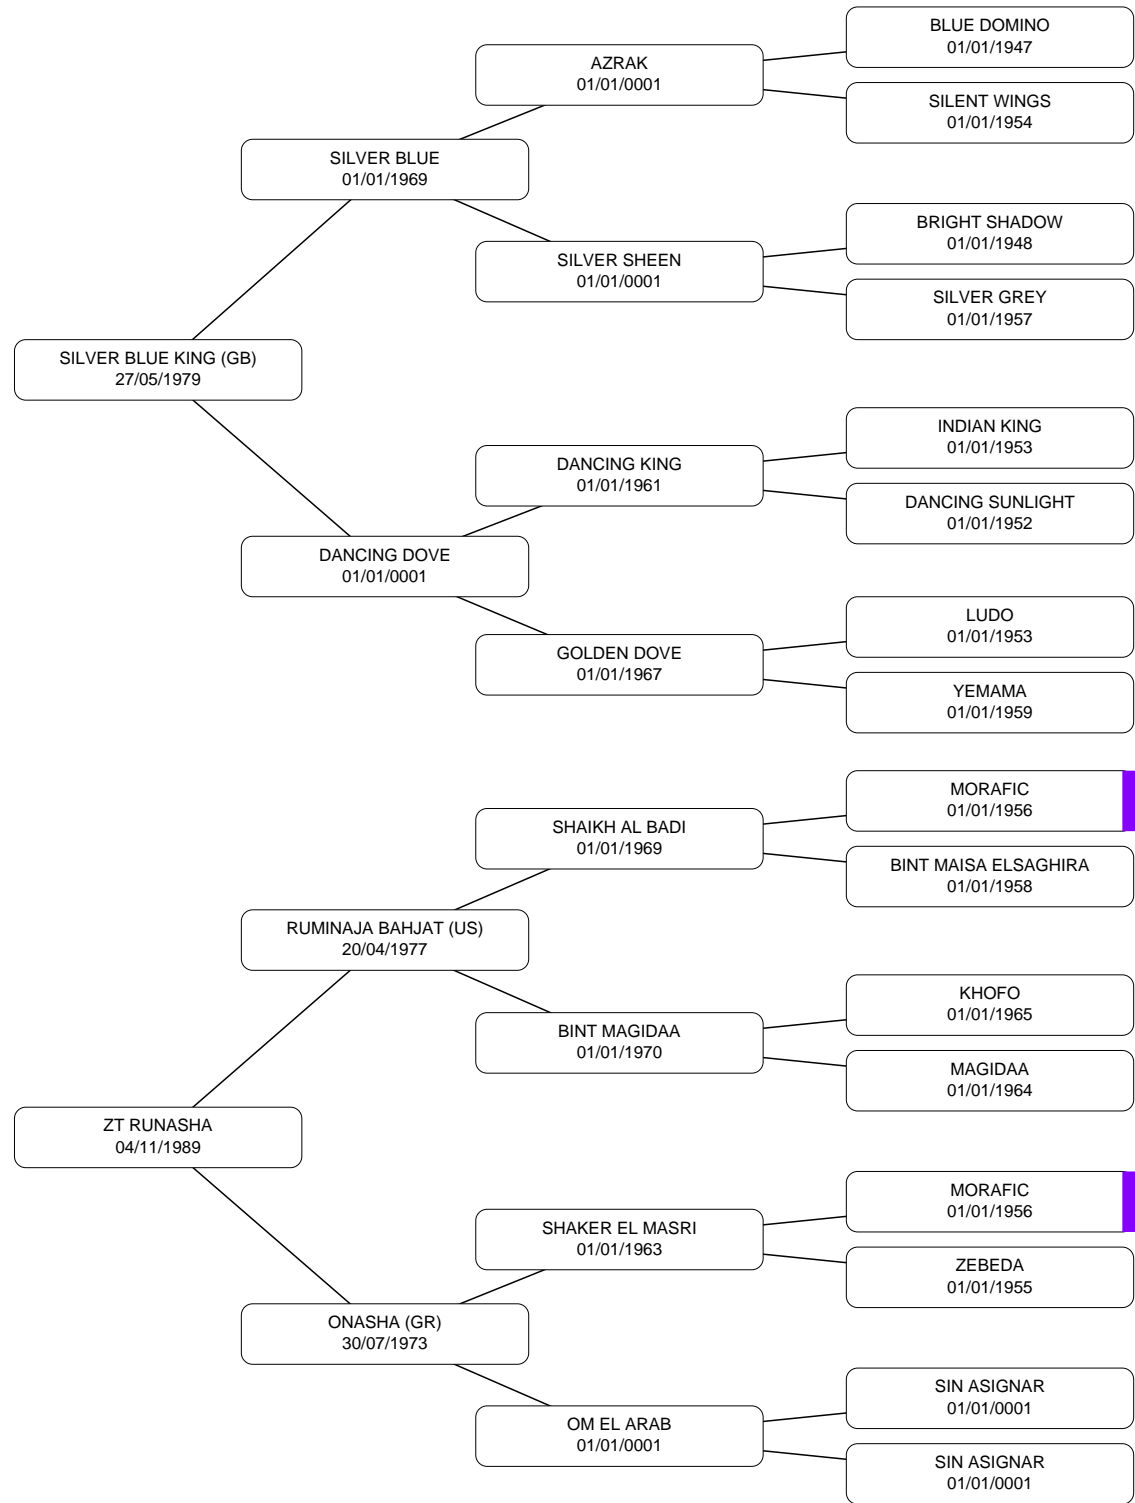 BLUE DOMINO
01/01/1947
AZRAK
01/01/0001
SILENT WINGS
01/01/1954
SILVER BLUE
01/01/1969
BRIGHT SHADOW
01/01/1948
SILVER SHEEN
01/01/0001
SILVER GREY
01/01/1957
SILVER BLUE KING (GB)
27/05/1979
INDIAN KING
01/01/1953
DANCING KING
01/01/1961
DANCING SUNLIGHT
01/01/1952
DANCING DOVE
01/01/0001
LUDO
01/01/1953
GOLDEN DOVE
01/01/1967
YEMAMA
01/01/1959
MORAFIC
01/01/1956
SHAIKH AL BADI
01/01/1969
BINT MAISA ELSAGHIRA
01/01/1958
RUMINAJA BAHJAT (US)
20/04/1977
KHOFO
01/01/1965
BINT MAGIDAA
01/01/1970
MAGIDAA
01/01/1964
ZT RUNASHA
04/11/1989
MORAFIC
01/01/1956
SHAKER EL MASRI
01/01/1963
ZEBEDA
01/01/1955
ONASHA (GR)
30/07/1973
SIN ASIGNAR
01/01/0001
OM EL ARAB
01/01/0001
SIN ASIGNAR
01/01/0001